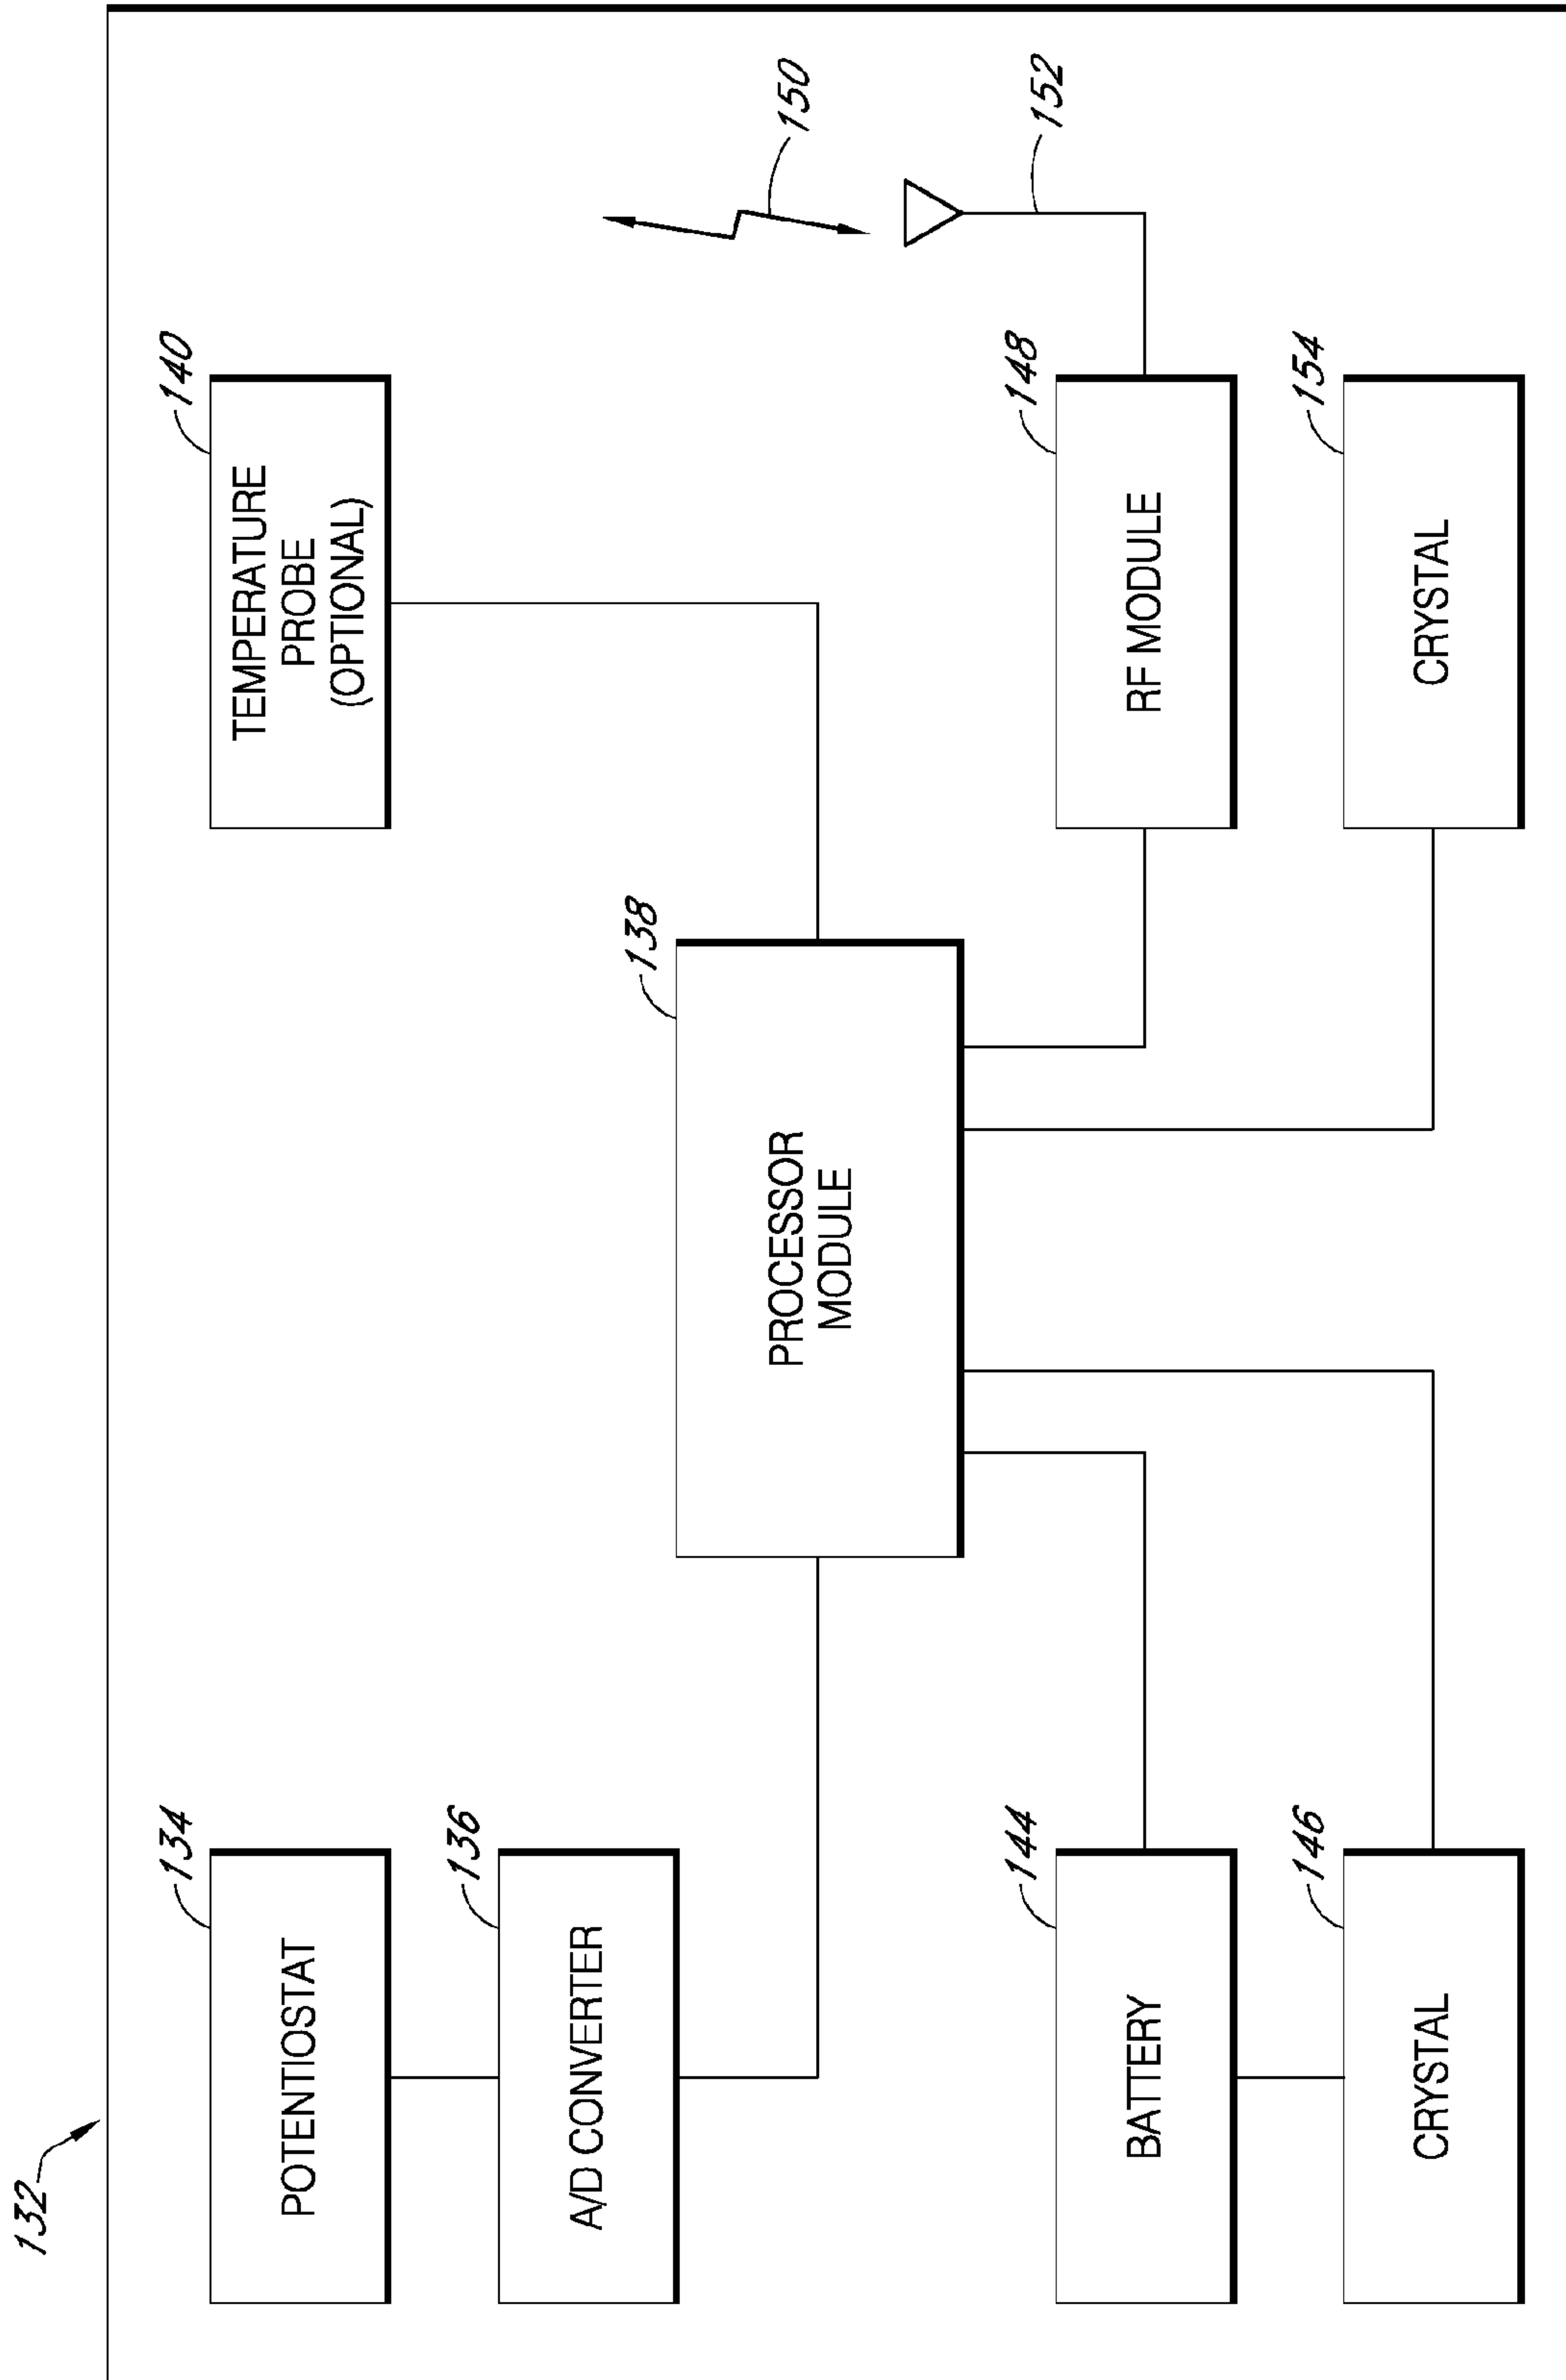 132
134
POTENTIOSTAT
136
A/D CONVERTER
138
PROCESSOR
MODULE
140
TEMPERATURE
PROBE
(OPTIONAL)
150
152
144
BATTERY
148
RF MODULE
146
CRYSTAL
154
CRYSTAL